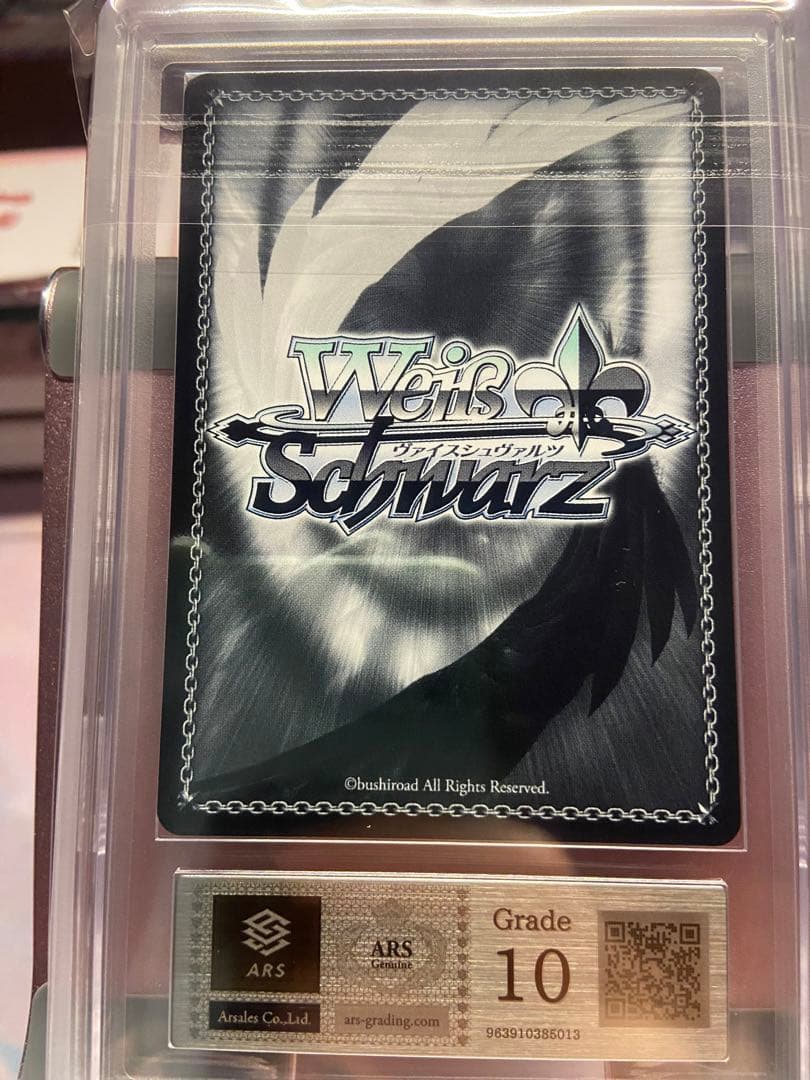 Weiß
ヴァイスシュヴァルツ
Schwarz
©bushiroad All Rights Reserved.
ARS
Arsales Co.,Ltd.
ARS
Genuine
ars-grading.com
Grade
10
963910385013